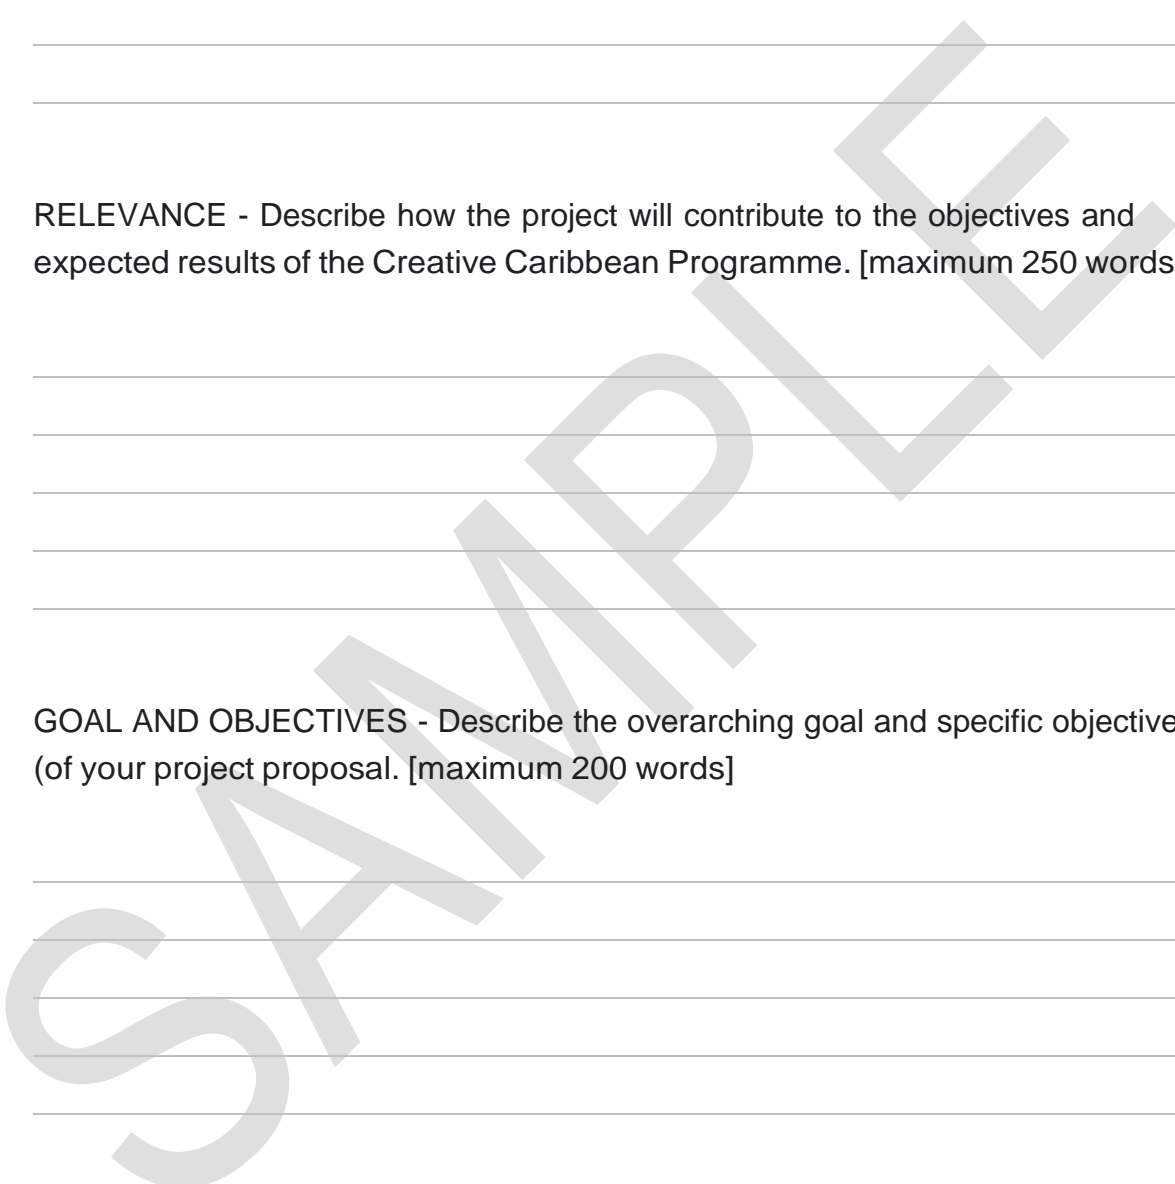 RELEVANCE - Describe how the project will contribute to the objectives and
expected results of the Creative Caribbean Programme. [maximum 250 words
GOAL AND OBJECTIVES - Describe the overarching goal and specific objective
(of your project proposal. [maximum 200 words]
SAMPLE